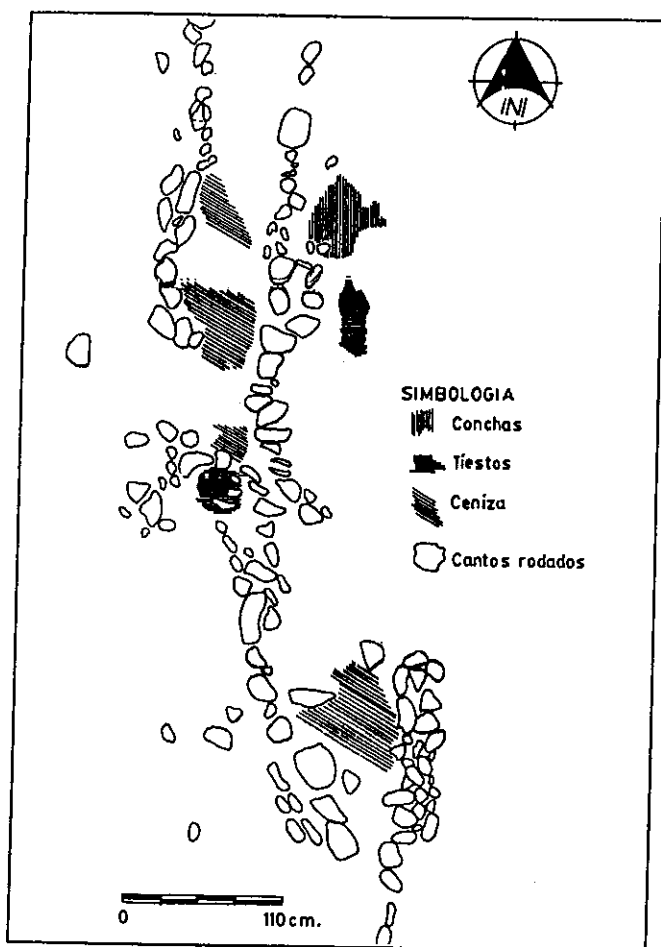 N
SIMBOLOGIA
Conchas
Tiestos
Ceniza
Cantos rodados
0 110 cm.